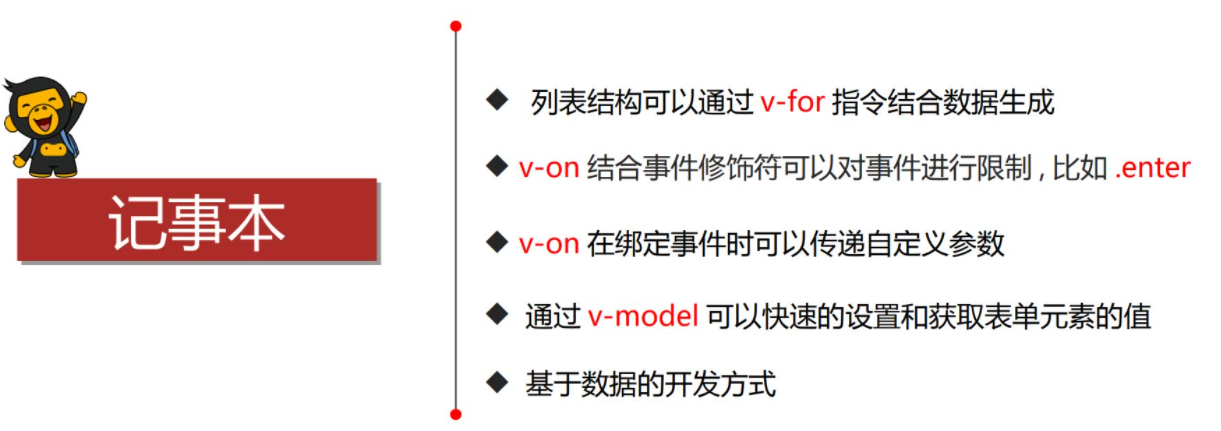 记事本
列表结构可以通过 v-for 指令结合数据生成
v-on 结合事件修饰符可以对事件进行限制 , 比如 .enter
v-on 在绑定事件时可以传递自定义参数
通过 v-model 可以快速的设置和获取表单元素的值
基于数据的开发方式